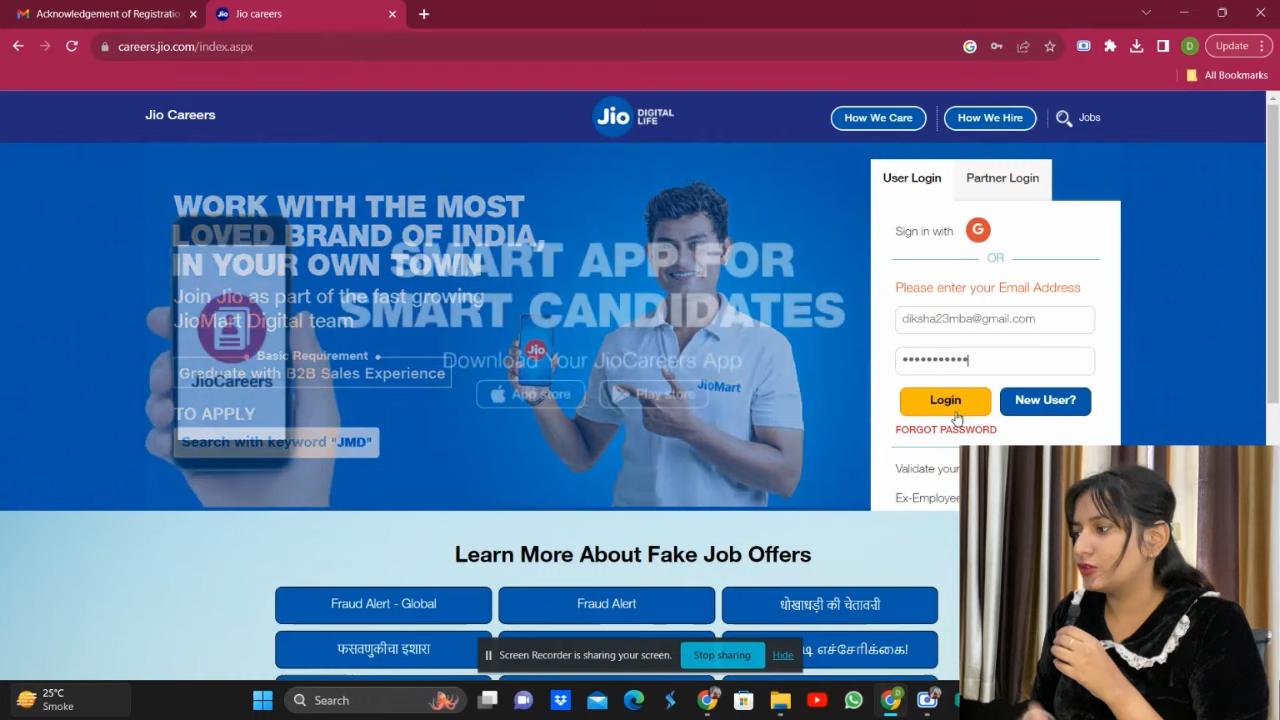 Acknowledgement of Registratio
Jio careers
careers.jio.com/index.aspx
D
Update
All Bookmarks
Jio Careers
Jio DIGITAL
LIFE
How We Care
How We Hire
Jobs
WORK WITH THE MOST
LOVED BRAND OF INDIA,
IN YOUR OWN TOWN
Join Jio as part of the fast growing
JioMart Digital team
Basic Requirement
Graduate with B2B Sales Experience
TO APPLY
Search with keyword "JMD"
JioCareers
SMART APP FOR
SMART CANDIDATES
Download Your JioCareers App
App store
Play store
Jio
JioMart
User Login
Partner Login
Sign in with G
OR
Please enter your Email Address
diksha23mba@gmail.com
•••••••••••
Login
New User?
FORGOT PASSWORD
Validate your
Ex-Employe
Learn More About Fake Job Offers
Fraud Alert - Global
Fraud Alert
धोखाधड़ी की चेतावनी
फसवणुकीचा इशारा
எச்சரிக்கை!
Screen Recorder is sharing your screen.
Stop sharing
Hide
25°C
Smoke
Search